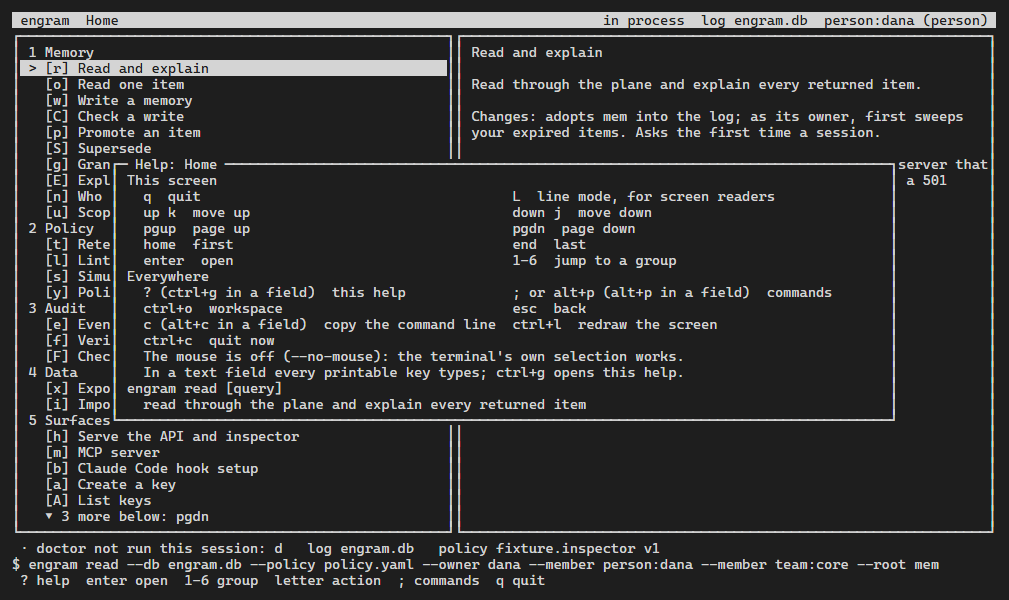 engram  Home                                                            in process  log engram.db  person:dana (person)
1 Memory                                              Read and explain
> [r] Read and explain
[o] Read one item                                   Read through the plane and explain every returned item.
[w] Write a memory
[C] Check a write                                   Changes: adopts mem into the log; as its owner, first sweeps
[p] Promote an item                                 your expired items. Asks the first time a session.
[S] Supersede
[g] Gran   Help: Home   server that
[E] Expl   This screen   a 501
[n] Who      q  quit                                         L  line mode, for screen readers
[u] Scop     up k  move up                                   down j  move down
2 Policy       pgup  page up                                   pgdn  page down
[t] Rete     home  first                                     end  last
[l] Lint     enter  open                                     1-6  jump to a group
[s] Simu   Everywhere
[y] Poli     ? (ctrl+g in a field)  this help                ; or alt+p (alt+p in a field)  commands
3 Audit        ctrl+o  workspace                               esc  back
[e] Even     c (alt+c in a field)  copy the command line     ctrl+l  redraw the screen
[f] Veri     ctrl+c  quit now
[F] Chec     The mouse is off (--no-mouse): the terminal's own selection works.
4 Data         In a text field every printable key types; ctrl+g opens this help.
[x] Expo   engram read [query]
[i] Impo     read through the plane and explain every returned item
5 Surfaces
[h] Serve the API and inspector
[m] MCP server
[b] Claude Code hook setup
[a] Create a key
[A] List keys
▼ 3 more below: pgdn
· doctor not run this session: d   log engram.db   policy fixture.inspector v1
$ engram read --db engram.db --policy policy.yaml --owner dana --member person:dana --member team:core --root mem
? help  enter open  1-6 group  letter action  ; commands  q quit